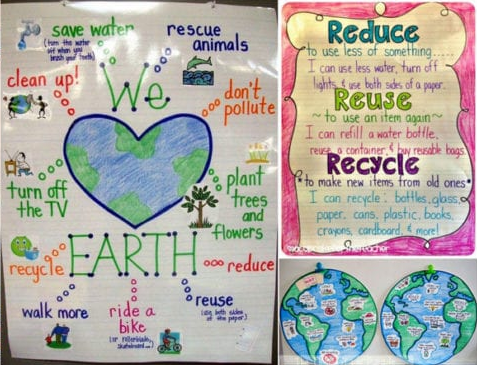 save water
(turn the water
off when you
brush your teeth)
rescue
animals
clean up!
We
don't
pollute
turn off
the TV
plant
trees
and
flowers
EARTH
recycle
reduce
walk more
ride a
bike
(or rollerblade,
skateboard...)
reuse
(use both sides
of the paper)
Reduce
to use less of something.....
I can use less water, turn off
lights, & use both sides of a paper.
Reuse
~ to use an item again ~
I can refill a water bottle,
reuse a container, & buy reusable bags.
Recycle
to make new items from old ones
I can recycle: bottles, glass,
paper, cans, plastic, books,
crayons, cardboard, & more!